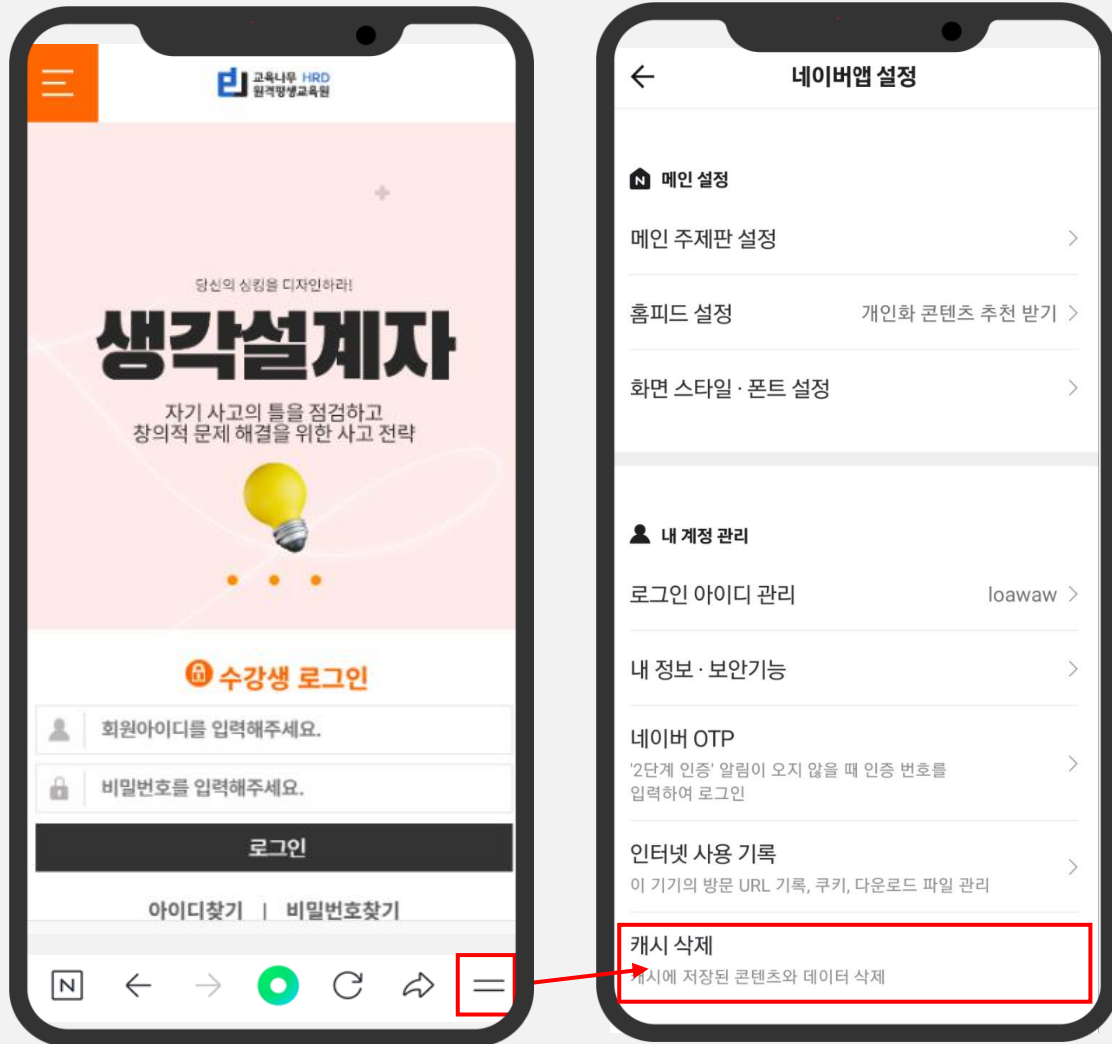 교육나무 HRD
원격평생교육원
당신의 싱킹을 디자인하라!
생각설계자
자기 사고의 틀을 점검하고
창의적 문제 해결을 위한 사고 전략
수강생 로그인
회원아이디를 입력해주세요.
비밀번호를 입력해주세요.
로그인
아이디찾기 | 비밀번호찾기
N
네이버앱 설정
N 메인 설정
메인 주제판 설정
홈피드 설정 개인화 콘텐츠 추천 받기
화면 스타일 · 폰트 설정
내 계정 관리
로그인 아이디 관리 loawaw
내 정보 · 보안기능
네이버 OTP
'2단계 인증' 알림이 오지 않을 때 인증 번호를
입력하여 로그인
인터넷 사용 기록
이 기기의 방문 URL 기록, 쿠키, 다운로드 파일 관리
캐시 삭제
캐시에 저장된 콘텐츠와 데이터 삭제